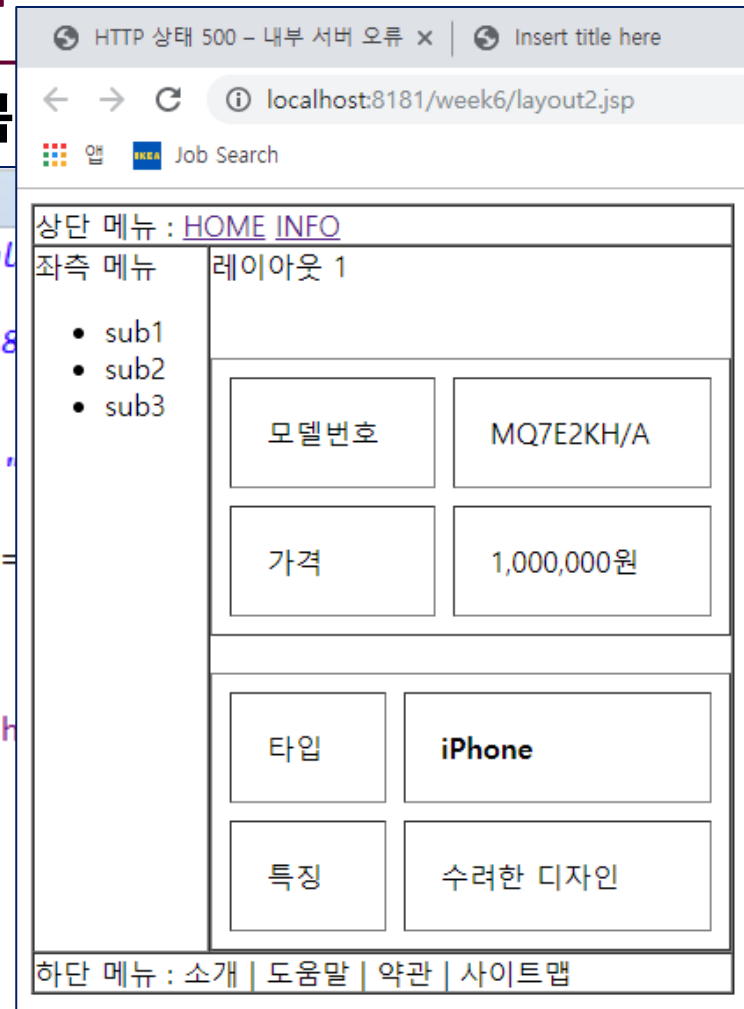 HTTP 상태 500 – 내부 서버 오류 Insert title here
localhost:8181/week6/layout2.jsp
앱 IKEA Job Search
상단 메뉴 : HOME INFO
좌측 메뉴
sub1
sub2
sub3
레이아웃 1
모델번호 MQ7E2KH/A
가격 1,000,000원
타입 iPhone
특징 수려한 디자인
하단 메뉴 : 소개 | 도움말 | 약관 | 사이트맵